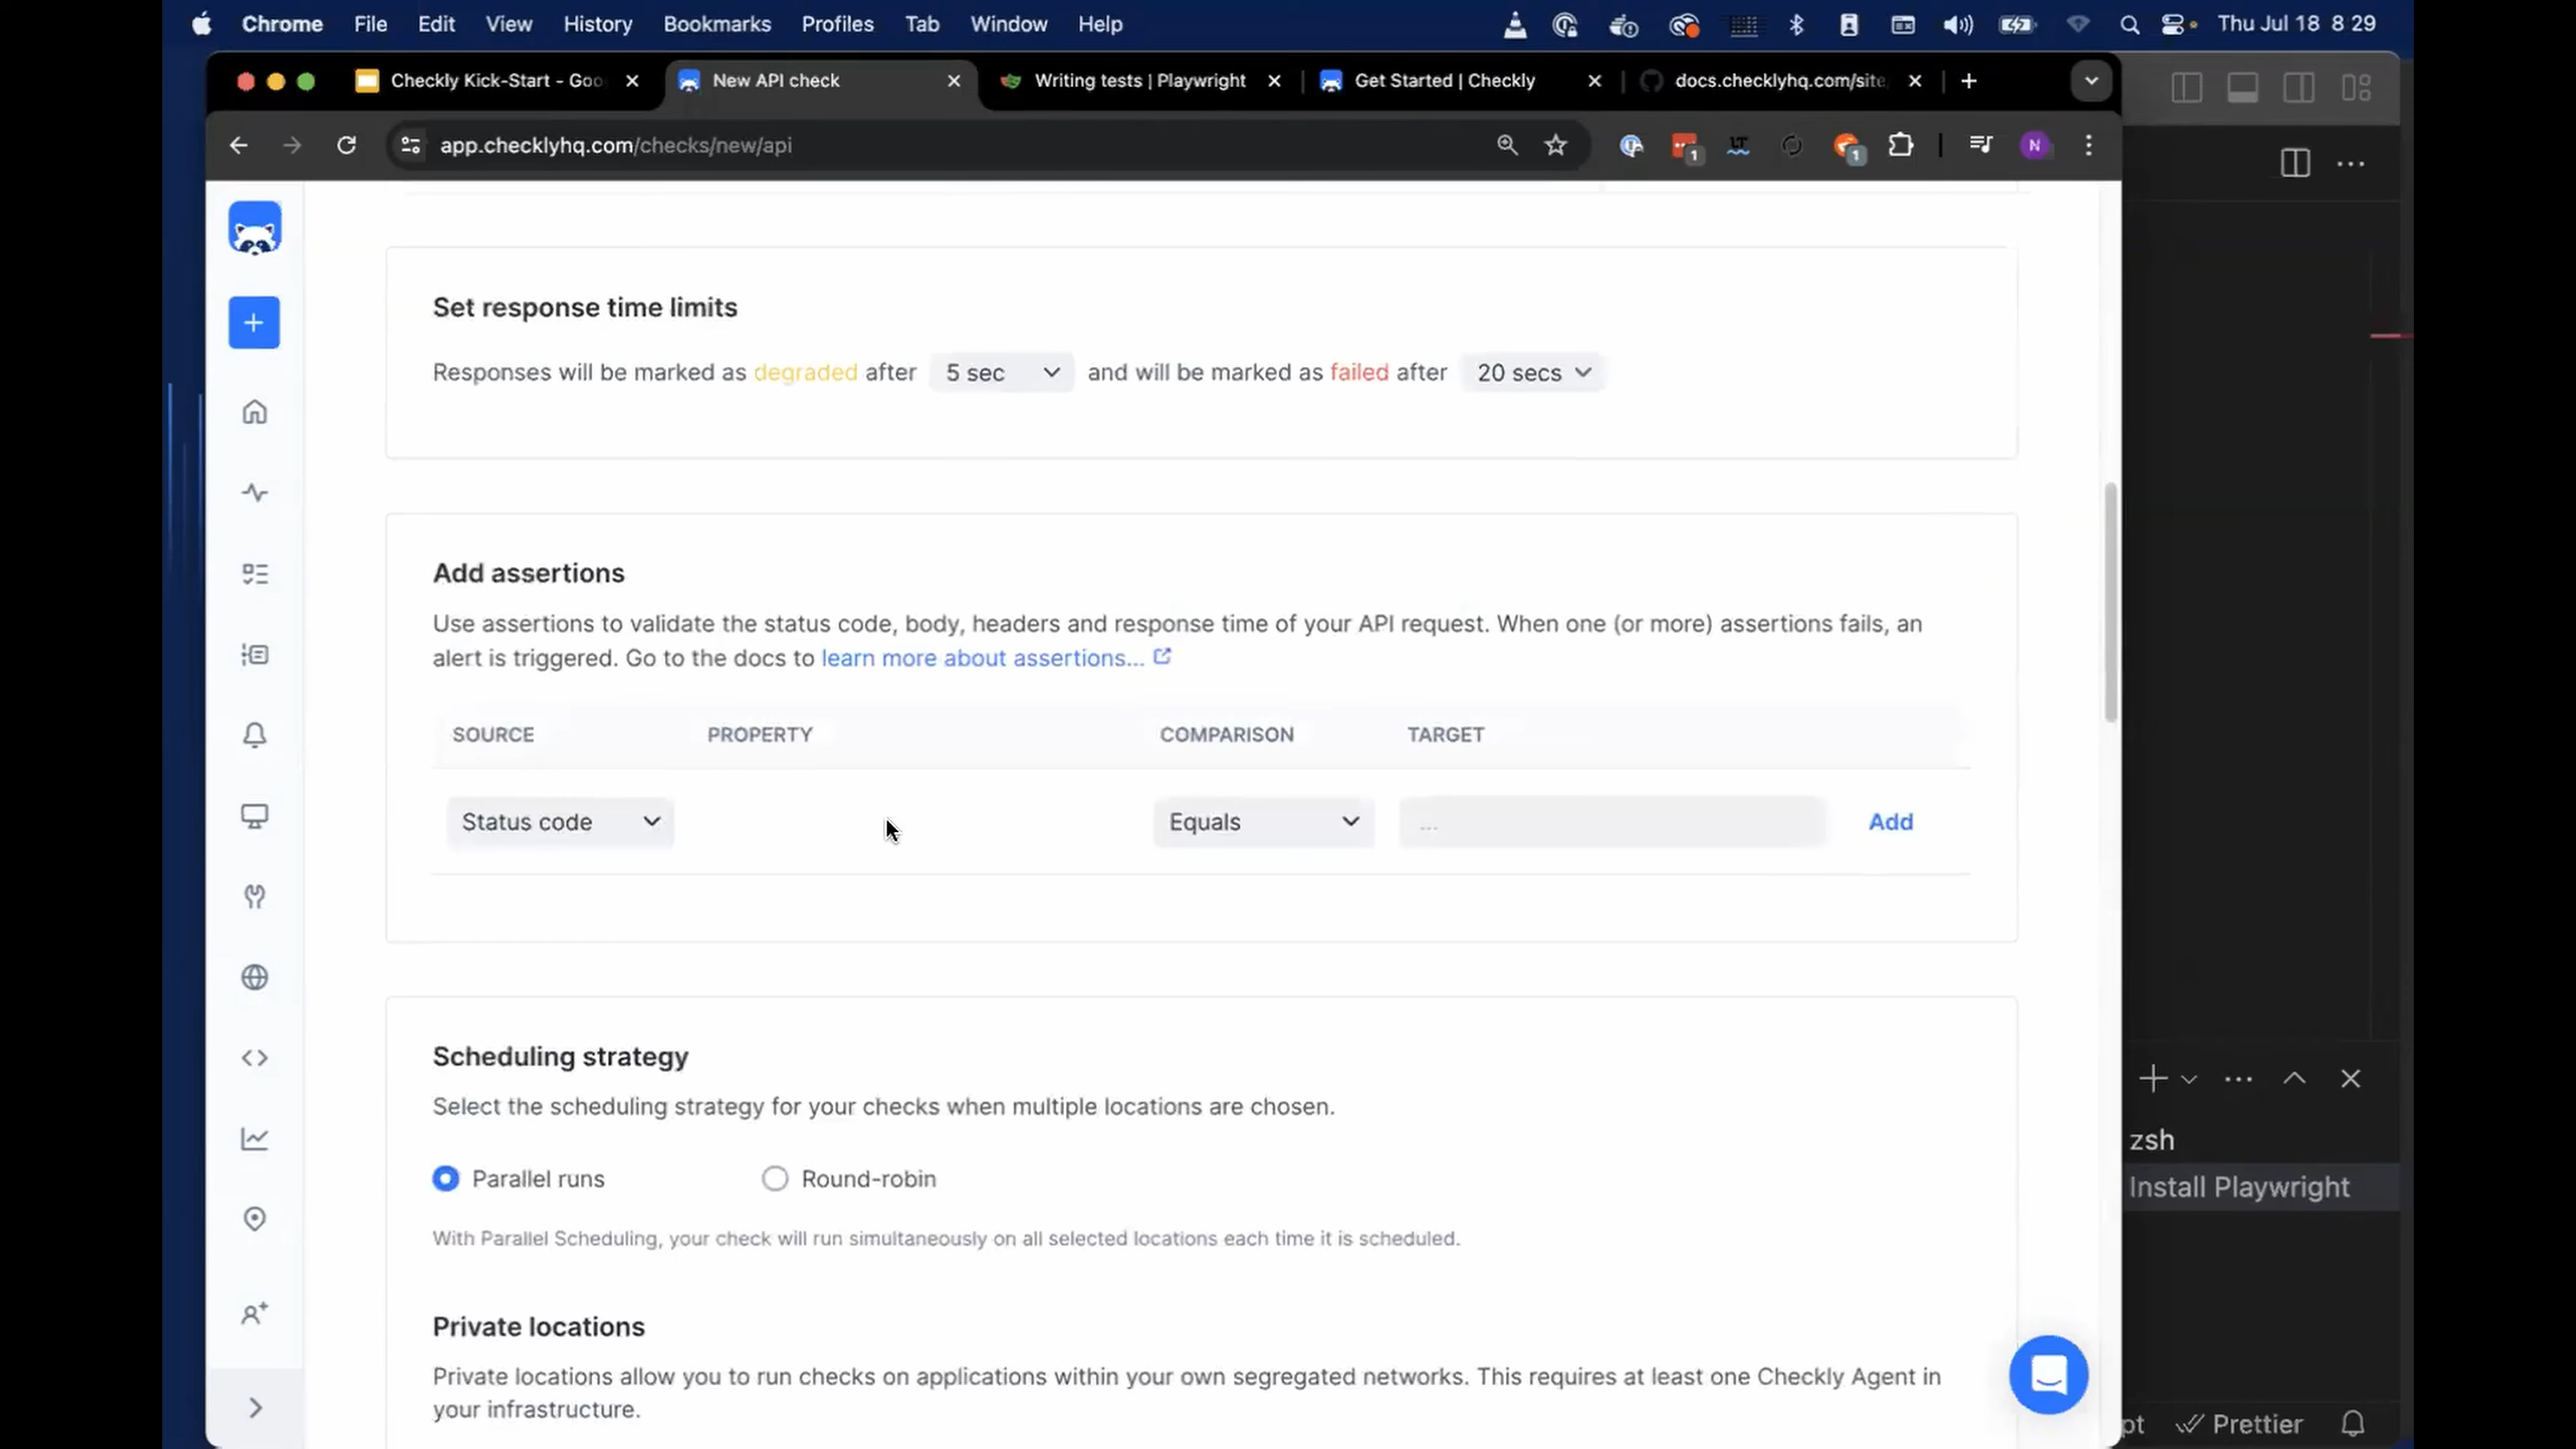 Chrome File Edit View History Bookmarks Profiles Tab Window Help Thu Jul 18 8 29
Checkly Kick-Start - Goo New API check Writing tests | Playwright Get Started | Checkly docs.checklyhq.com/site
app.checklyhq.com/checks/new/api 1 LT 1 N
Set response time limits
Responses will be marked as degraded after 5 sec and will be marked as failed after 20 secs
Add assertions
Use assertions to validate the status code, body, headers and response time of your API request. When one (or more) assertions fails, an
alert is triggered. Go to the docs to learn more about assertions...
SOURCE PROPERTY COMPARISON TARGET
Status code Equals ... Add
Scheduling strategy
Select the scheduling strategy for your checks when multiple locations are chosen.
Parallel runs Round-robin
With Parallel Scheduling, your check will run simultaneously on all selected locations each time it is scheduled.
Private locations
Private locations allow you to run checks on applications within your own segregated networks. This requires at least one Checkly Agent in
your infrastructure.
zsh
Install Playwright
pt Prettier